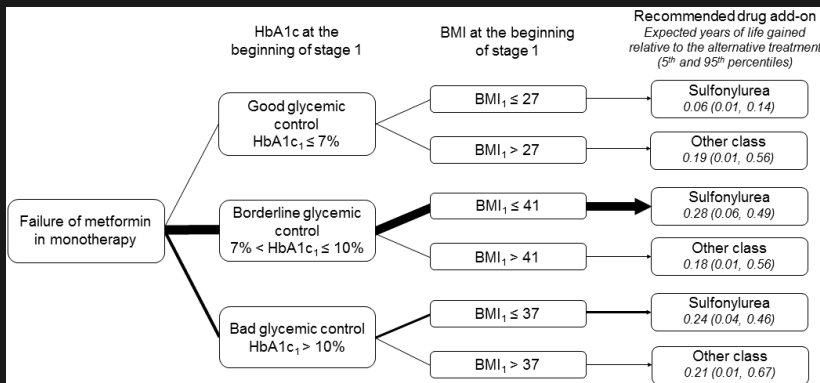 HbA1c at the
beginning of stage 1
BMI at the beginning
of stage 1
Recommended drug add-on
Expected years of life gained
relative to the alternative treatment
(5th and 95th percentiles)
Failure of metformin
in monotherapy
Good glycemic
control
HbA1c₁ ≤ 7%
BMI₁ ≤ 27
Sulfonylurea
0.06 (0.01, 0.14)
BMI₁ > 27
Other class
0.19 (0.01, 0.56)
Borderline glycemic
control
7% < HbA1c₁ ≤ 10%
BMI₁ ≤ 41
Sulfonylurea
0.28 (0.06, 0.49)
BMI₁ > 41
Other class
0.18 (0.01, 0.56)
Bad glycemic control
HbA1c₁ > 10%
BMI₁ ≤ 37
Sulfonylurea
0.24 (0.04, 0.46)
BMI₁ > 37
Other class
0.21 (0.01, 0.67)